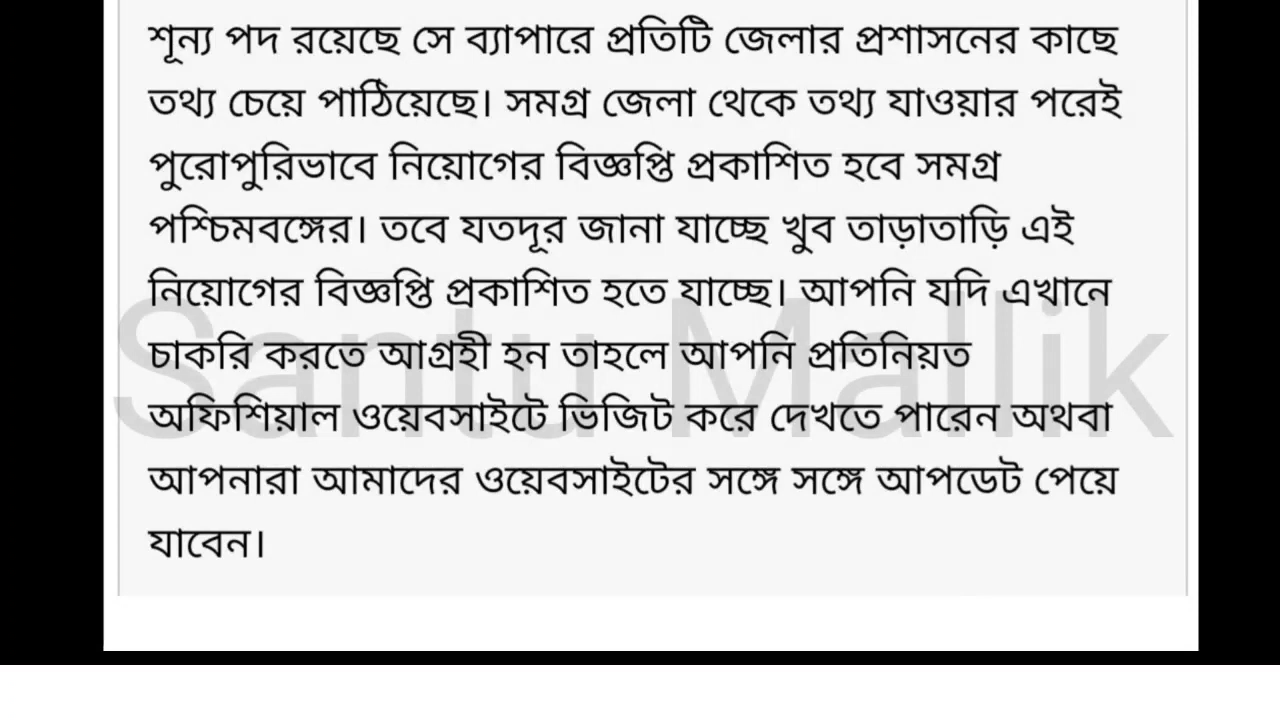 শূন্য পদ রয়েছে সে ব্যাপারে প্রতিটি জেলার প্রশাসনের কাছে
তথ্য চেয়ে পাঠিয়েছে। সমগ্র জেলা থেকে তথ্য যাওয়ার পরেই
পুরোপুরিভাবে নিয়োগের বিজ্ঞপ্তি প্রকাশিত হবে সমগ্র
পশ্চিমবঙ্গের। তবে যতদূর জানা যাচ্ছে খুব তাড়াতাড়ি এই
নিয়োগের বিজ্ঞপ্তি প্রকাশিত হতে যাচ্ছে। আপনি যদি এখানে
চাকরি করতে আগ্রহী হন তাহলে আপনি প্রতিনিয়ত
Santu Mallik
অফিশিয়াল ওয়েবসাইটে ভিজিট করে দেখতে পারেন অথবা
আপনারা আমাদের ওয়েবসাইটের সঙ্গে সঙ্গে আপডেট পেয়ে
যাবেন।